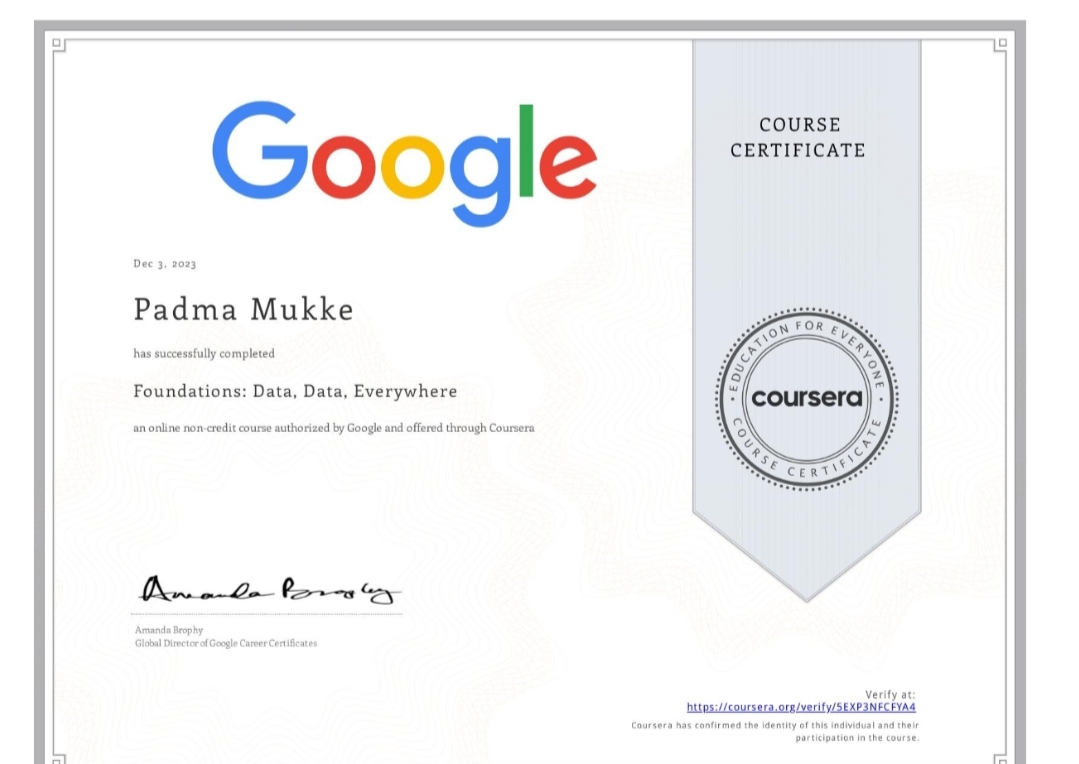 Google
COURSE
CERTIFICATE
Dec 3, 2023
Padma Mukke
has successfully completed
Foundations: Data, Data, Everywhere
an online non-credit course authorized by Google and offered through Coursera
EDUCATION FOR EVERYONE
coursera
COURSE CERTIFICATE
Amanda Brophy
Amanda Brophy
Global Director of Google Career Certificates
Verify at:
https://coursera.org/verify/5EXP3NFCFYA4
Coursera has confirmed the identity of this individual and their
participation in the course.